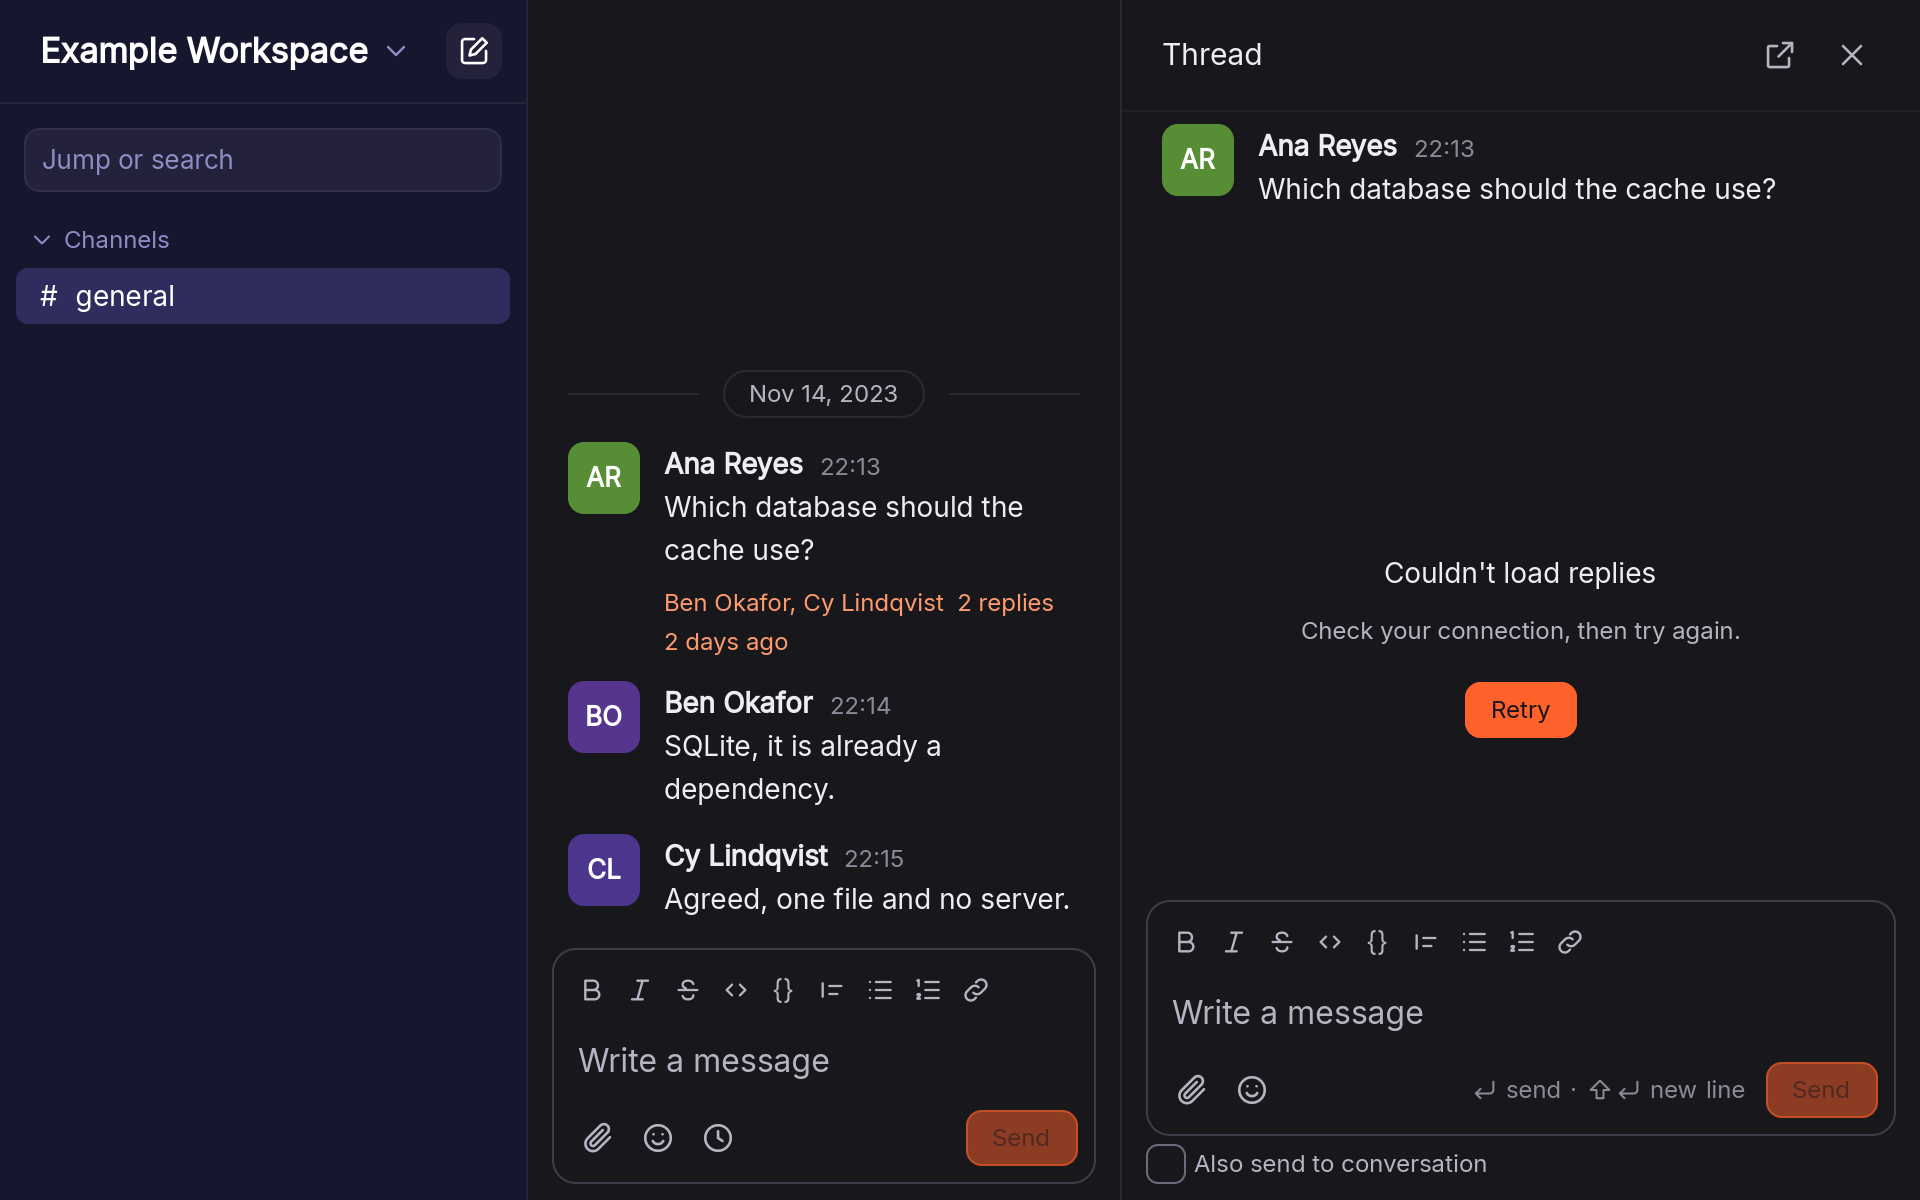 Example Workspace
Jump or search
Channels
# general
Nov 14, 2023
AR
Ana Reyes 22:13
Which database should the
cache use?
Ben Okafor, Cy Lindqvist 2 replies
2 days ago
BO
Ben Okafor 22:14
SQLite, it is already a
dependency.
CL
Cy Lindqvist 22:15
Agreed, one file and no server.
Write a message
Send
Thread
AR
Ana Reyes 22:13
Which database should the cache use?
Couldn't load replies
Check your connection, then try again.
Retry
Write a message
send · new line
Send
Also send to conversation